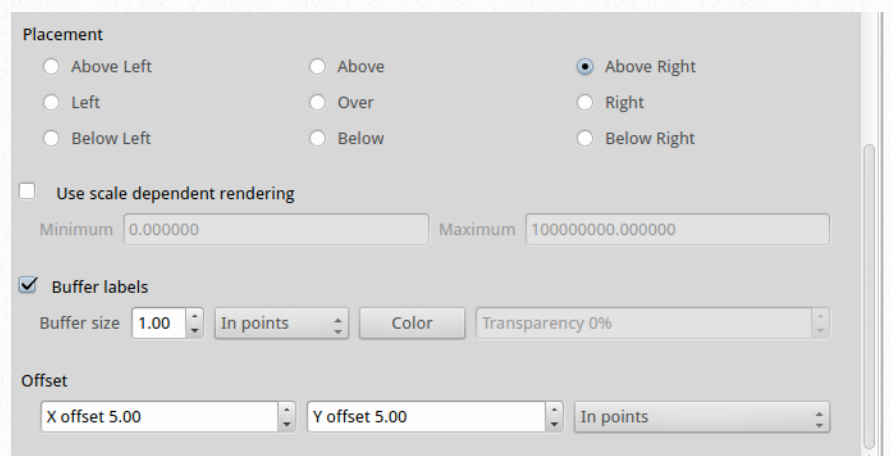 Placement
Above Left Above Above Right
Left Over Right
Below Left Below Below Right
Use scale dependent rendering
Minimum 0.000000 Maximum 100000000.000000
Buffer labels
Buffer size 1.00 In points Color Transparency 0%
Offset
X offset 5.00 Y offset 5.00 In points